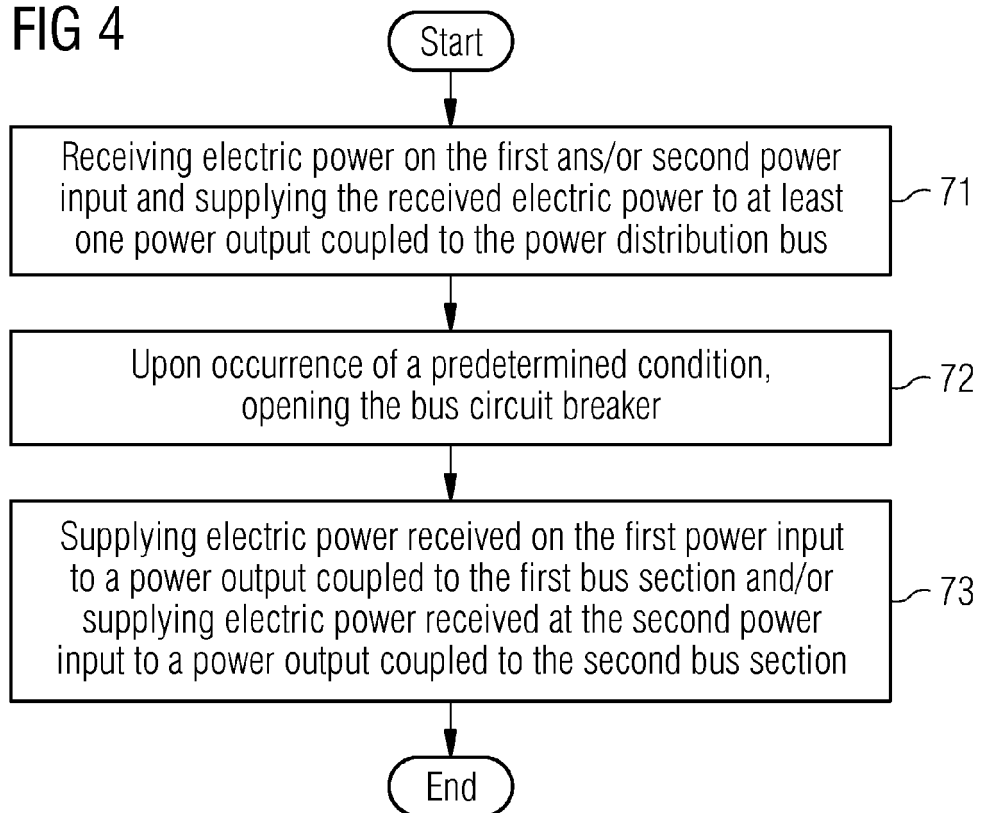 FIG 4
Start
Receiving electric power on the first ans/or second power
input and supplying the received electric power to at least
one power output coupled to the power distribution bus
71
Upon occurrence of a predetermined condition,
opening the bus circuit breaker
72
Supplying electric power received on the first power input
to a power output coupled to the first bus section and/or
supplying electric power received at the second power
input to a power output coupled to the second bus section
73
End